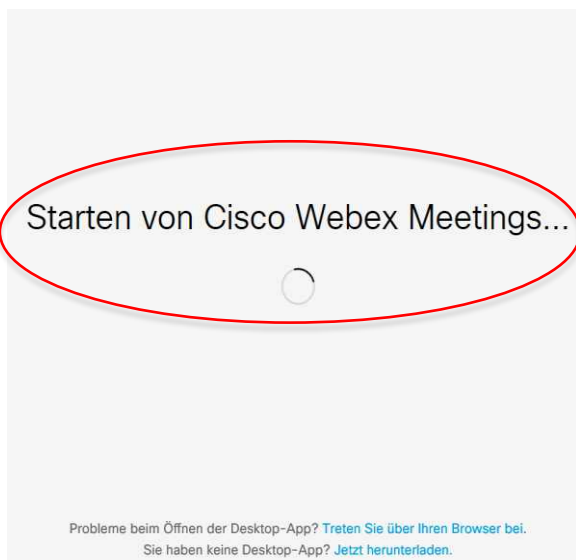 Starten von Cisco Webex Meetings...
Probleme beim Öffnen der Desktop-App? Treten Sie über Ihren Browser bei.
Sie haben keine Desktop-App? Jetzt herunterladen.